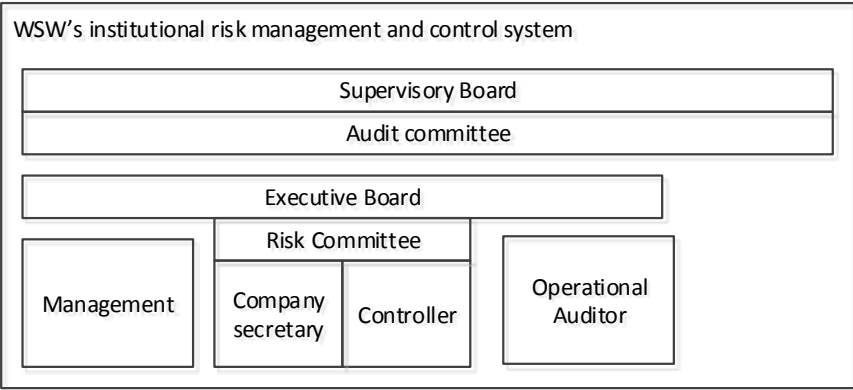 WSW's institutional risk management and control system
Supervisory Board
Audit committee
Executive Board
Risk Committee
Management
Company
secretary
Controller
Operational
Auditor